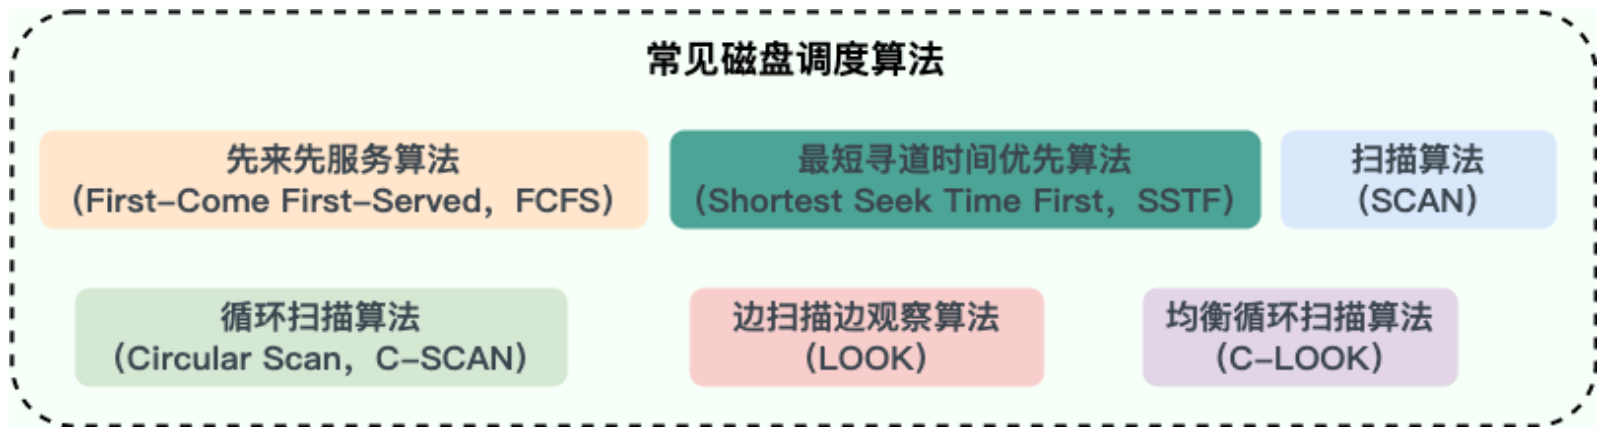 常见磁盘调度算法
先来先服务算法
（First-Come First-Served，FCFS）
最短寻道时间优先算法
（Shortest Seek Time First，SSTF）
扫描算法
（SCAN）
循环扫描算法
（Circular Scan，C-SCAN）
边扫描边观察算法
（LOOK）
均衡循环扫描算法
（C-LOOK）